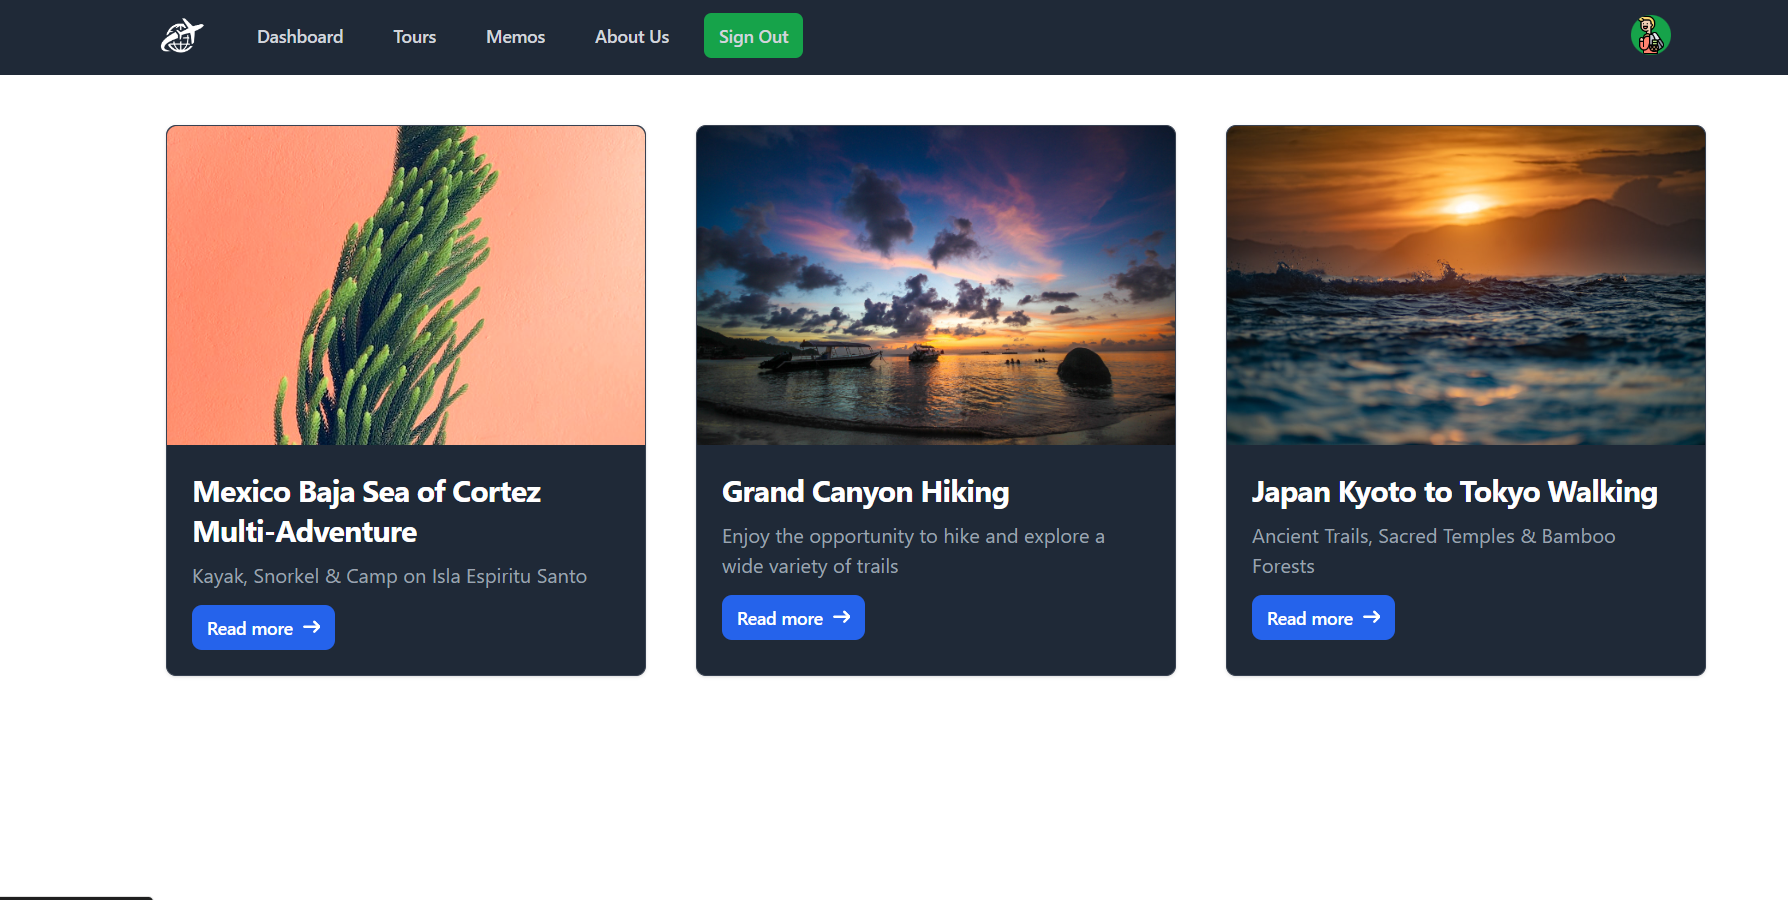 Dashboard Tours Memos About Us Sign Out
Mexico Baja Sea of Cortez
Multi-Adventure
Kayak, Snorkel & Camp on Isla Espiritu Santo
Read more
Grand Canyon Hiking
Enjoy the opportunity to hike and explore a
wide variety of trails
Read more
Japan Kyoto to Tokyo Walking
Ancient Trails, Sacred Temples & Bamboo
Forests
Read more